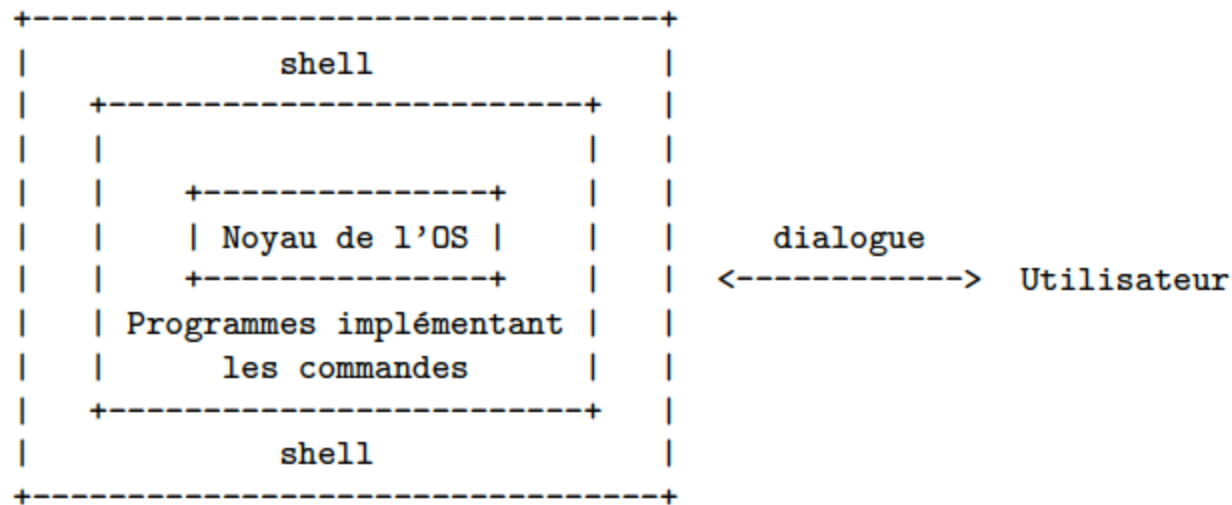 shell
Noyau de l'OS
dialogue
<------------> Utilisateur
Programmes implémentant
les commandes
shell